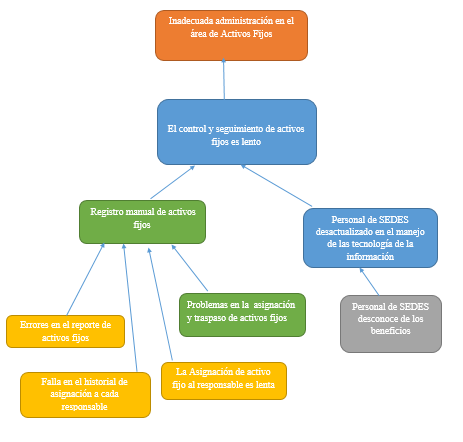 Inadecuada administración en el
área de Activos Fijos
El control y seguimiento de activos
fijos es lento
Registro manual de activos
fijos
Personal de SEDES
desactualizado en el manejo
de las tecnología de la
información
Problemas en la asignación
y traspaso de activos fijos
Personal de SEDES
desconoce de los
beneficios
Errores en el reporte de
activos fijos
Falla en el historial de
asignación a cada
responsable
La Asignación de activo
fijo al responsable es lenta